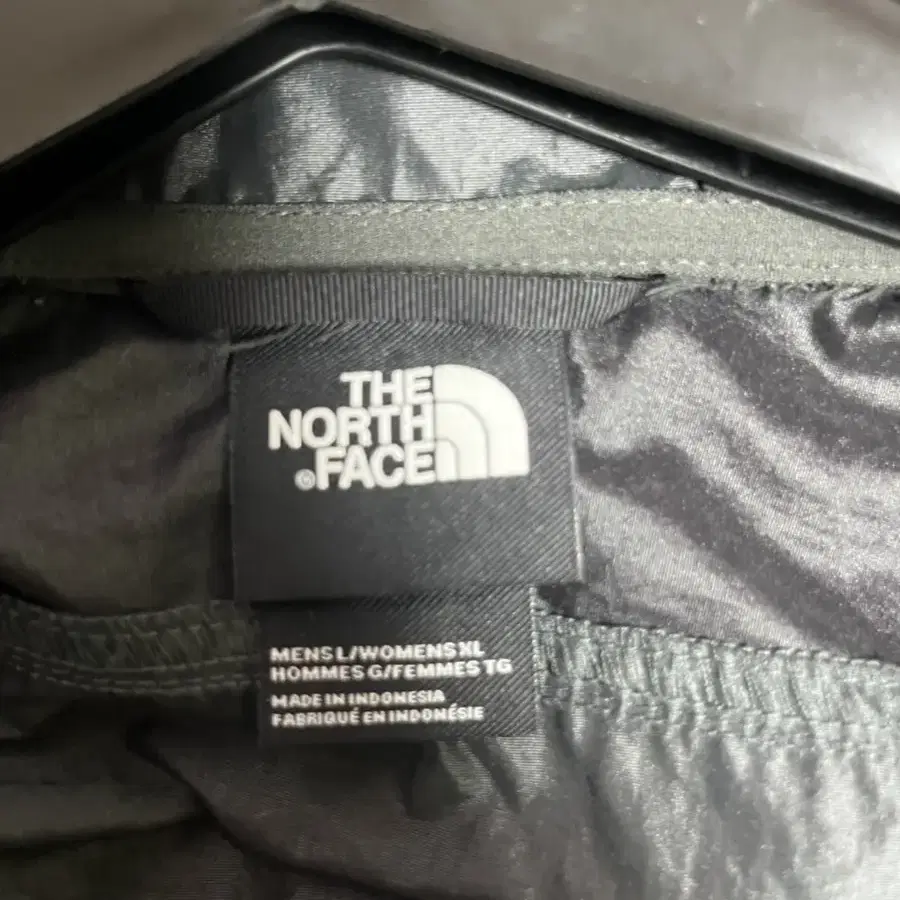 THE
NORTH
FACE
MENS L/WOMENS XL
HOMMES G/FEMMES TG
MADE IN INDONESIA
FABRIQUÉ EN INDONÉSIE